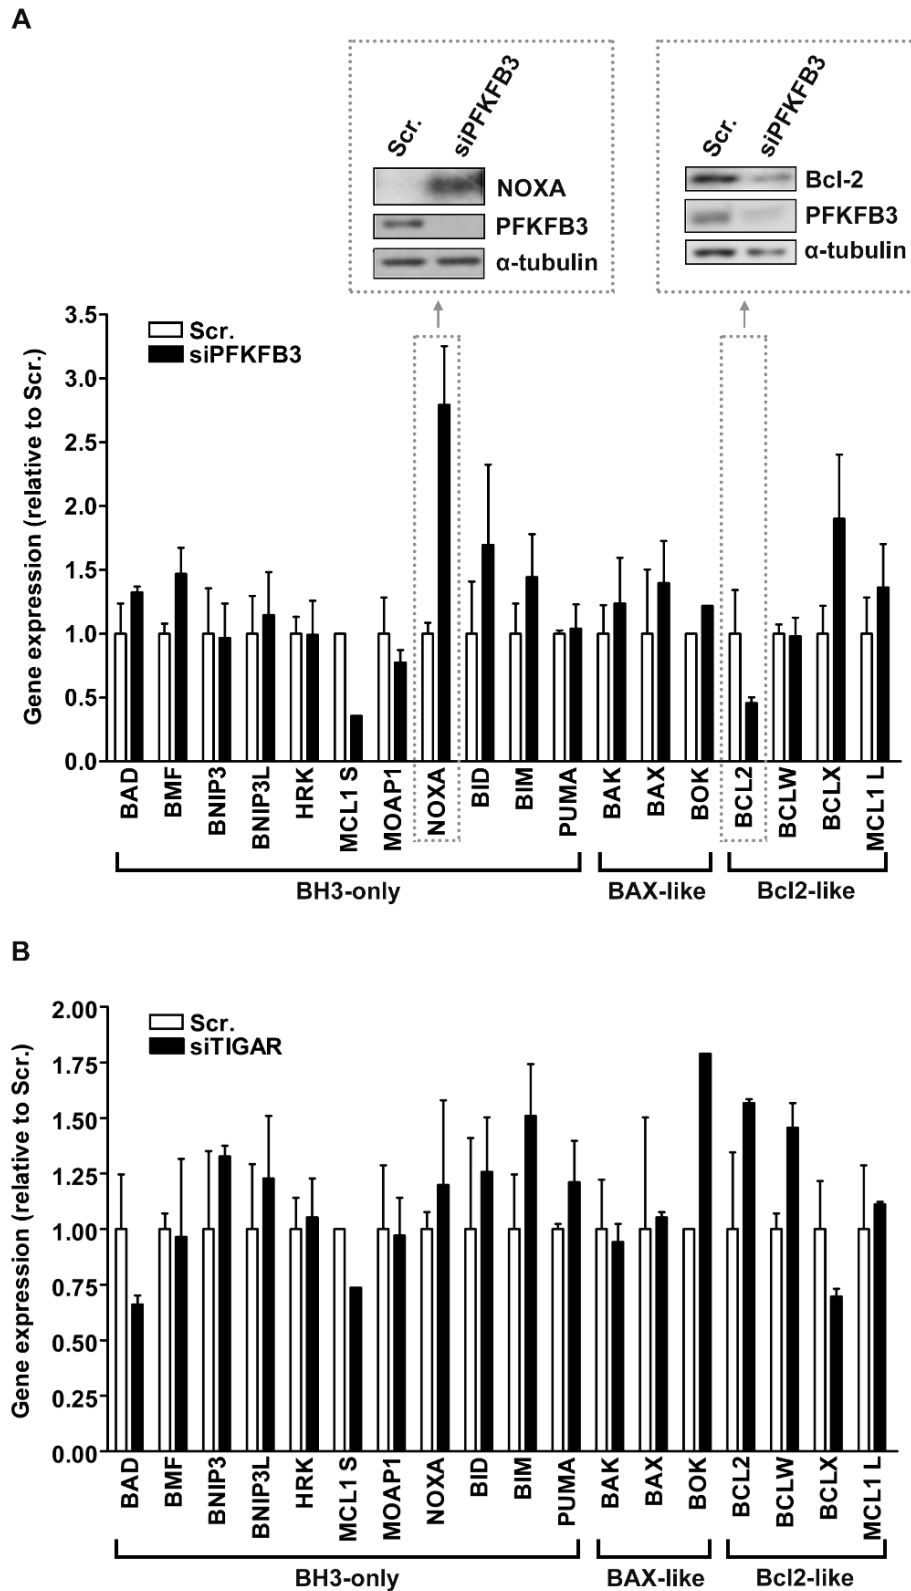 A
Scr.
siPFKFB3
NOXA
PFKFB3
α-tubulin
Scr.
siPFKFB3
Bcl-2
PFKFB3
α-tubulin
Gene expression (relative to Scr.)
3.5
3.0
2.5
2.0
1.5
1.0
0.5
0.0
Scr.
siPFKFB3
BAD
BMF
BNIP3
BNIP3L
HRK
MCL1 S
MOAP1
NOXA
BID
BIM
PUMA
BAK
BAX
BOK
BCL2
BCLW
BCLX
MCL1 L
BH3-only
BAX-like
Bcl2-like
B
Gene expression (relative to Scr.)
2.00
1.75
1.50
1.25
1.00
0.75
0.50
0.25
0.00
Scr.
siTIGAR
BAD
BMF
BNIP3
BNIP3L
HRK
MCL1 S
MOAP1
NOXA
BID
BIM
PUMA
BAK
BAX
BOK
BCL2
BCLW
BCLX
MCL1 L
BH3-only
BAX-like
Bcl2-like